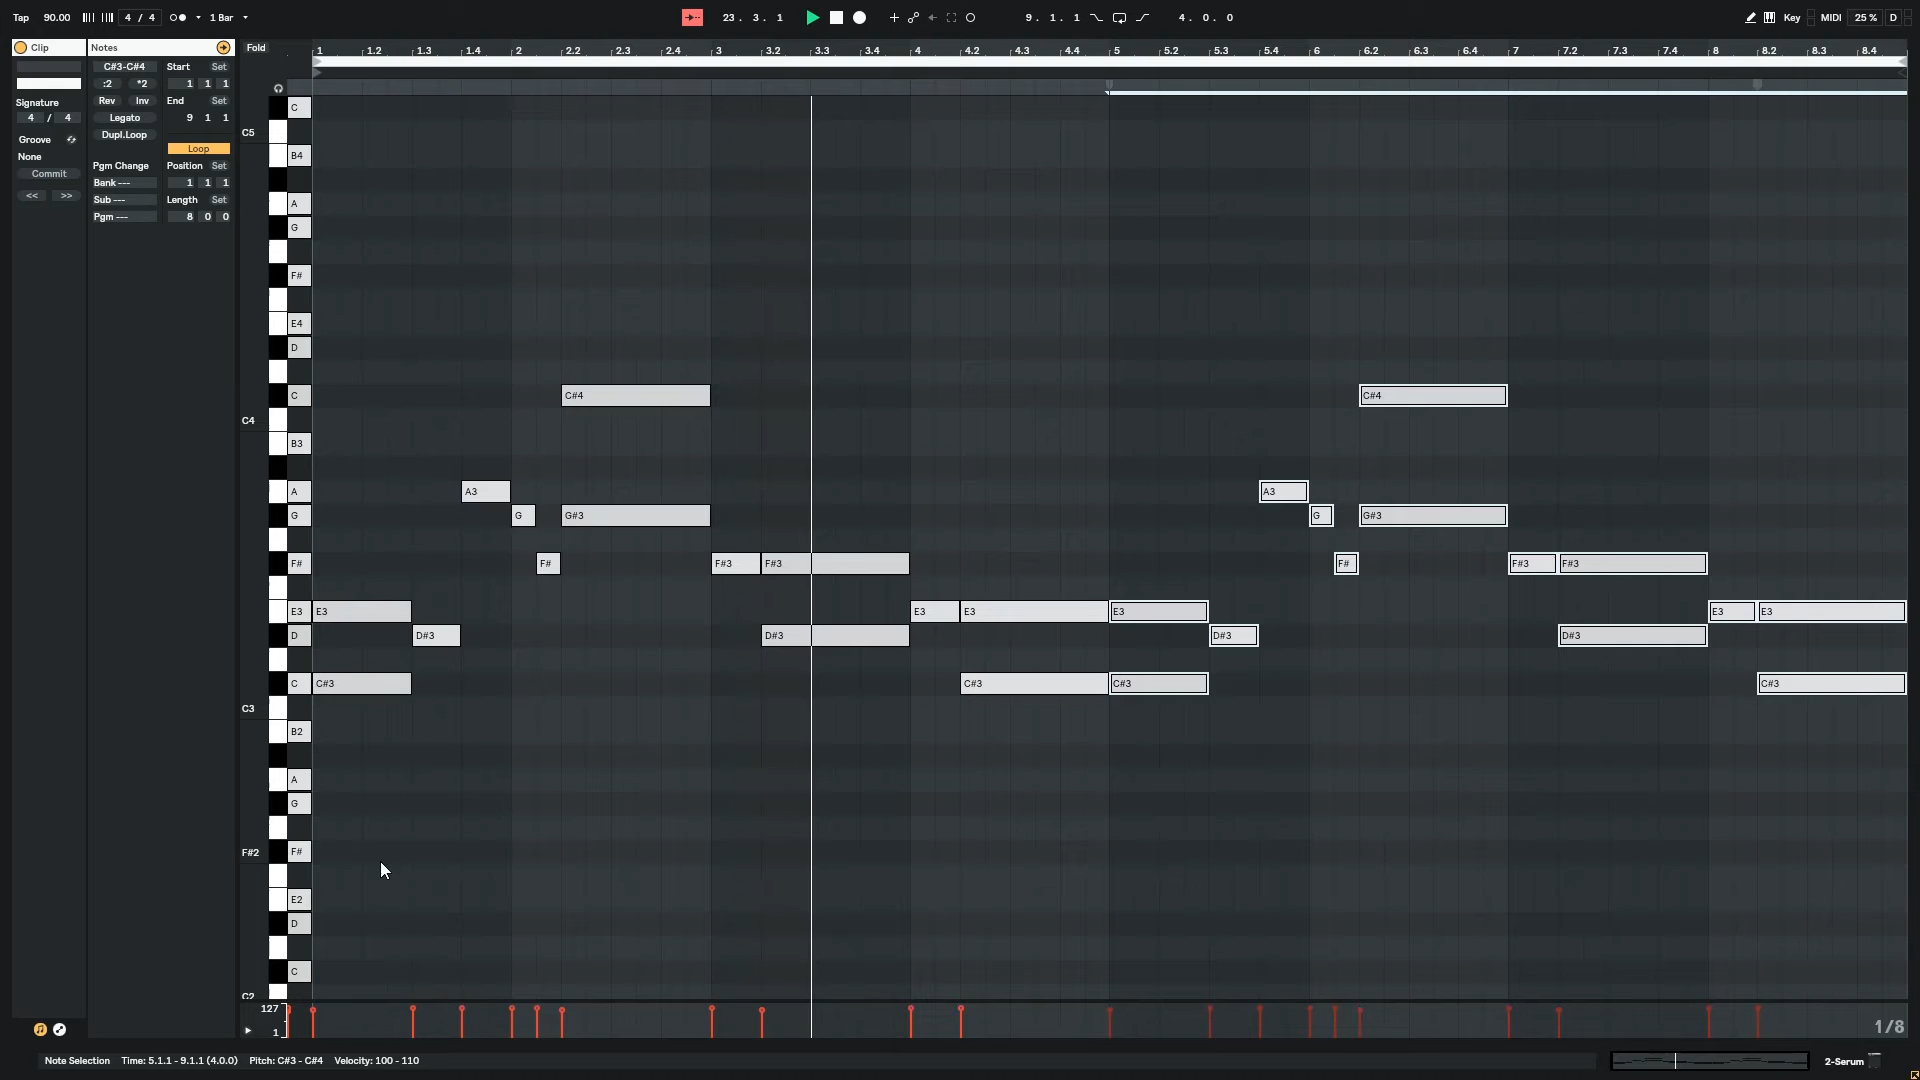 Tap 90.00 4 / 4 1 Bar 23. 3. 1 9. 1. 1 4. 0. 0 Key MIDI 25 % D
Clip Notes Fold 1 1.2 1.3 1.4 2 2.2 2.3 2.4 3 3.2 3.3 3.4 4 4.2 4.3 4.4 5 5.2 5.3 5.4 6 6.2 6.3 6.4 7 7.2 7.3 7.4 8 8.2 8.3 8.4
C#3-C#4 Start Set
:2 *2 1 1 1
Signature Rev Inv End Set
4 / 4 Legato 9 1 1
Groove Dupl.Loop
None Loop
Commit Pgm Change Position Set
<< >> Bank --- 1 1 1
Sub --- Length Set
Pgm --- 8 0 0
C
C5
B4
A
G
F#
E4
D
C C#4 C#4
C4
B3
A A3 A3
G G G#3 G G#3
F# F# F#3 F#3 F# F#3 F#3
E3 E3 E3 E3 E3 E3 E3
D D#3 D#3 D#3 D#3
C C#3 C#3 C#3 C#3
C3
B2
A
G
F#2 F#
E2
D
C
C2
127
1 1/8
Note Selection Time: 5.1.1 - 9.1.1 (4.0.0) Pitch: C#3 - C#4 Velocity: 100 - 110 2-Serum